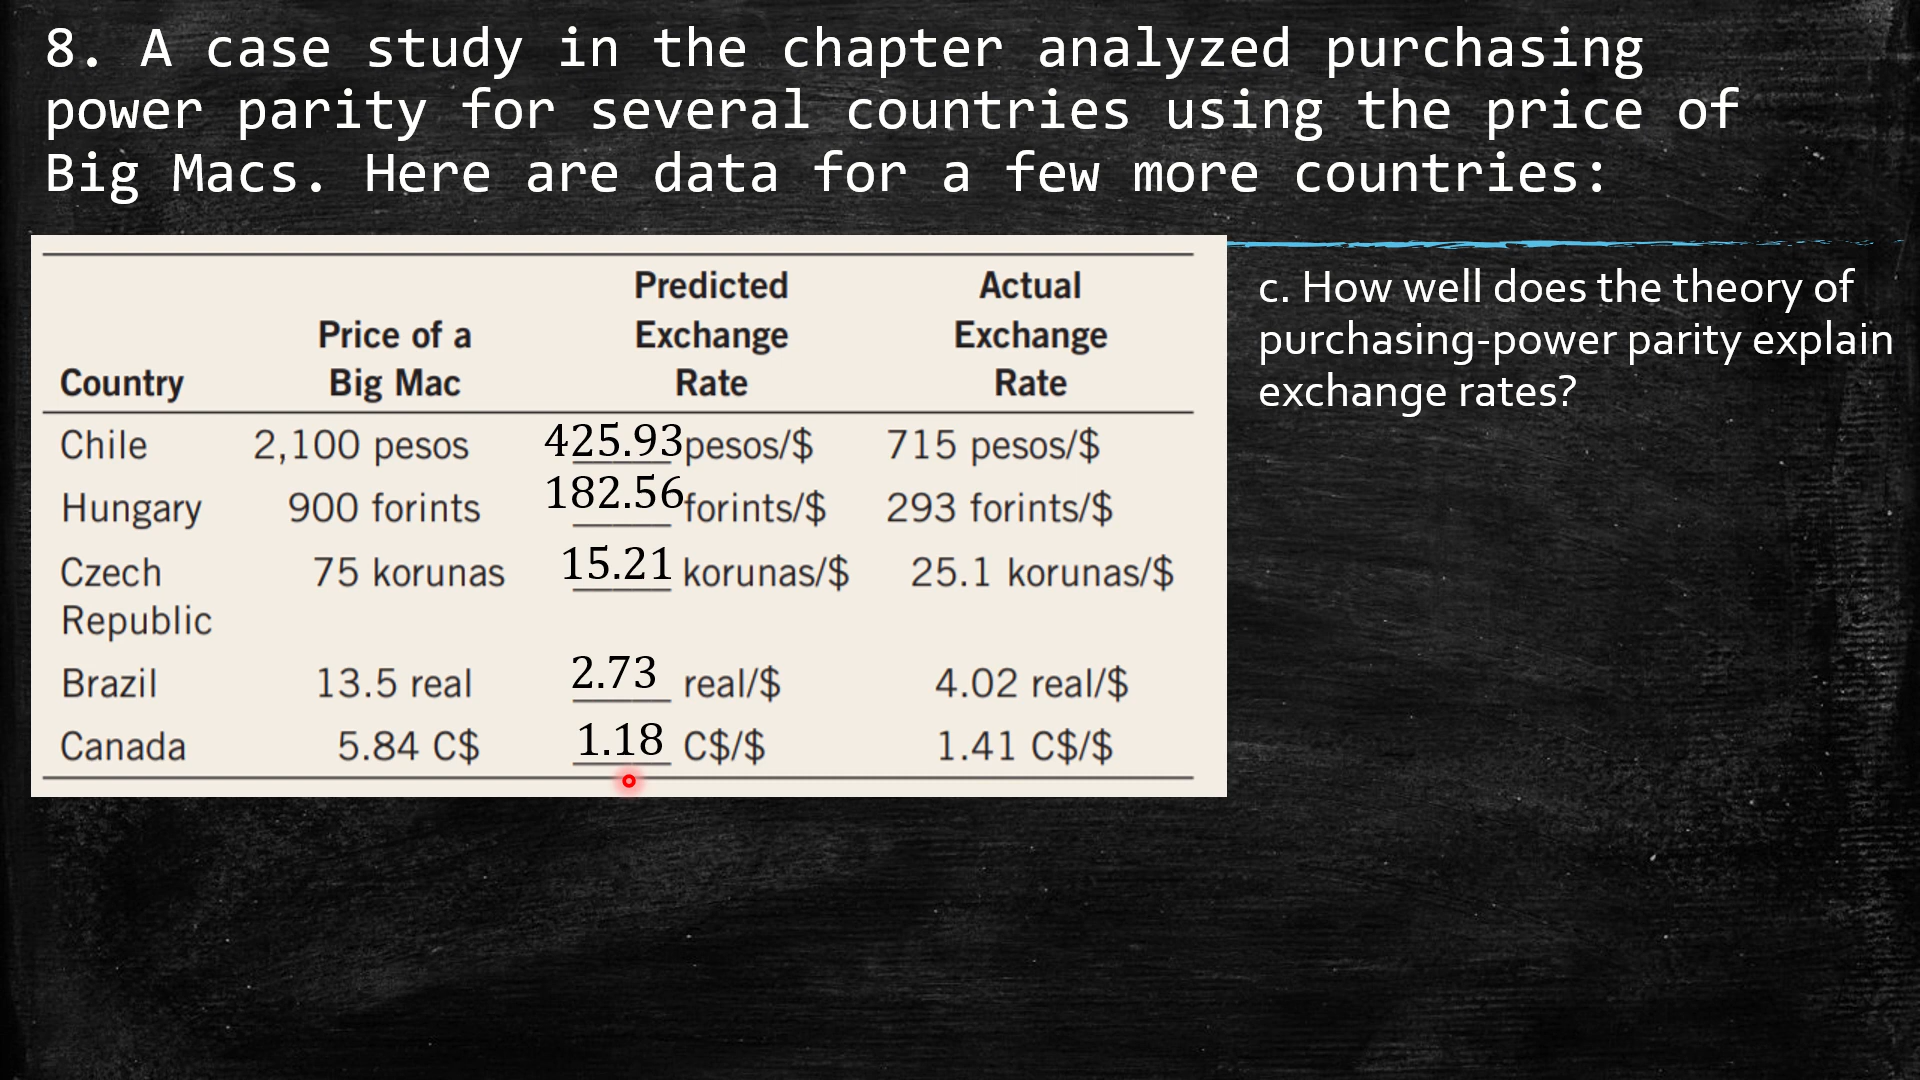 8. A case study in the chapter analyzed purchasing
power parity for several countries using the price of
Big Macs. Here are data for a few more countries:
Predicted Actual
Price of a Exchange Exchange
Country Big Mac Rate Rate
Chile 2,100 pesos 425.93 pesos/$ 715 pesos/$
Hungary 900 forints 182.56 forints/$ 293 forints/$
Czech 75 korunas 15.21 korunas/$ 25.1 korunas/$
Republic
Brazil 13.5 real 2.73 real/$ 4.02 real/$
Canada 5.84 C$ 1.18 C$/$ 1.41 C$/$
c. How well does the theory of
purchasing-power parity explain
exchange rates?